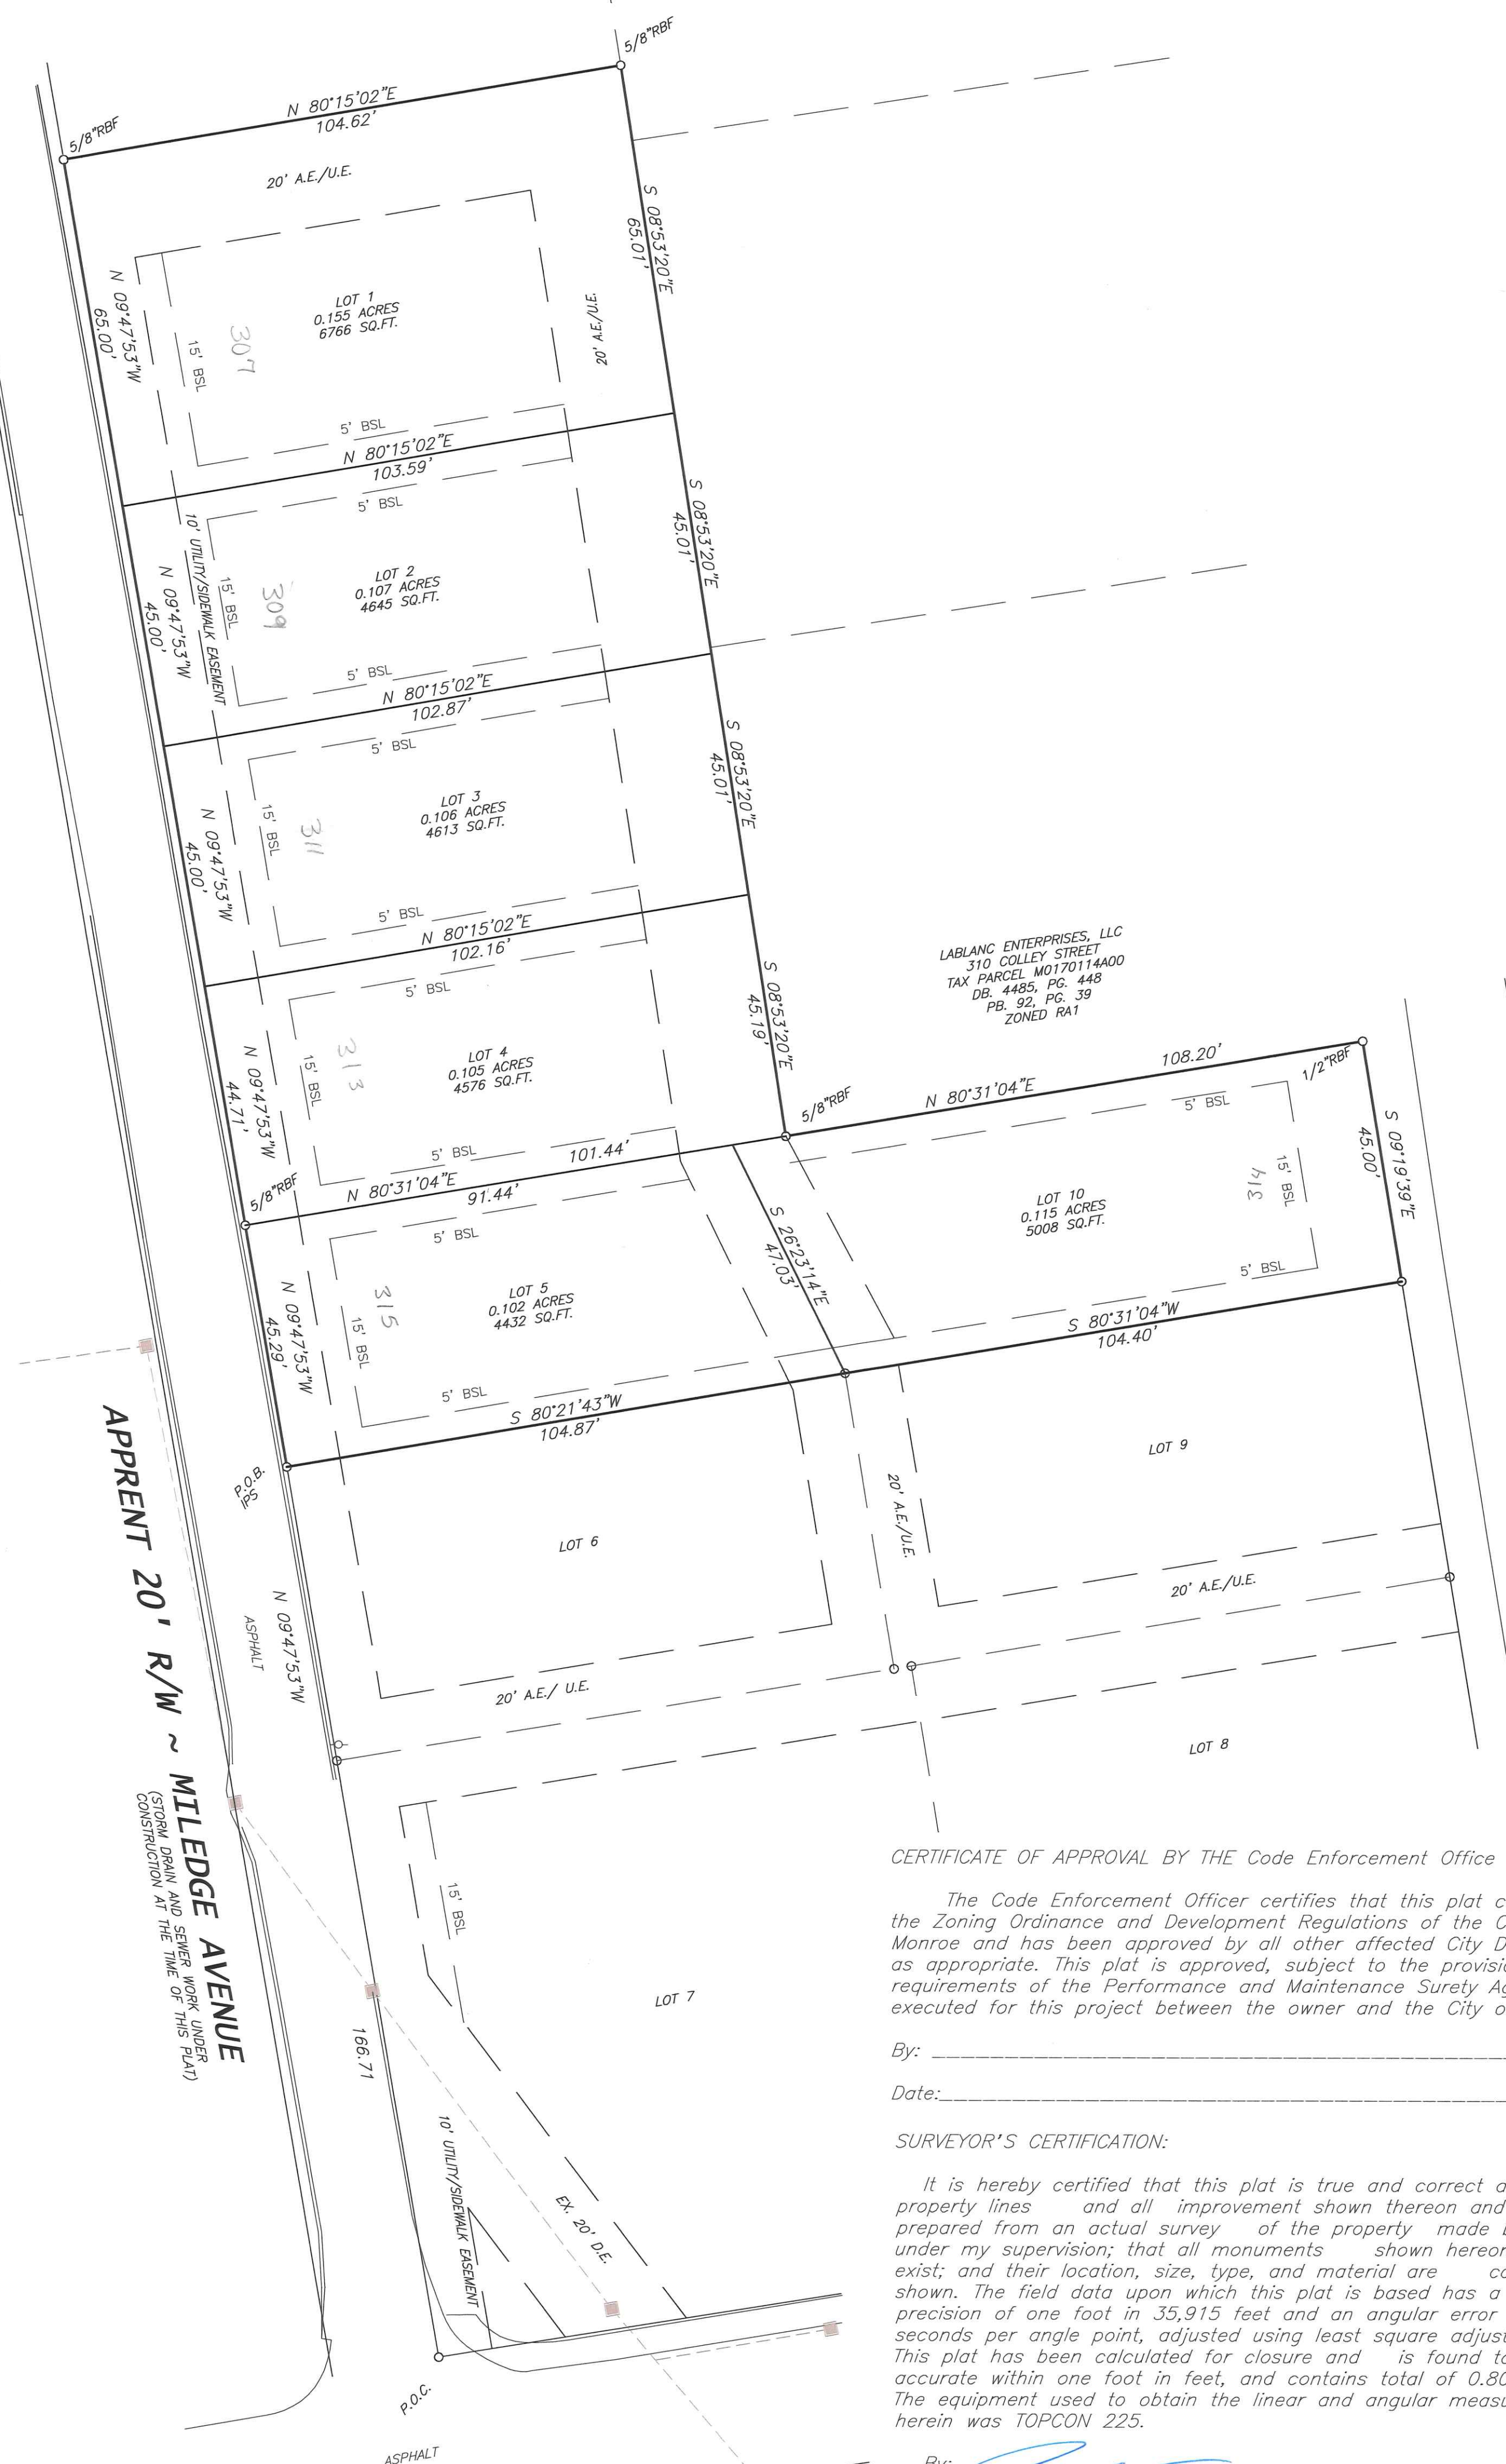 5/8"RBF
5/8"RBF
N 80°15'02"E
104.62'
20' A.E./U.E.
S 08°53'20"E
65.01'
20' A.E./U.E.
N 09°47'53"W
65.00'
LOT 1
0.155 ACRES
6766 SQ.FT.
15' BSL
307
5' BSL
N 80°15'02"E
103.59'
5' BSL
S 08°53'20"E
45.01'
10' UTILITY/SIDEWALK EASEMENT
N 09°47'53"W
45.00'
15' BSL
309
LOT 2
0.107 ACRES
4645 SQ.FT.
5' BSL
N 80°15'02"E
102.87'
5' BSL
S 08°53'20"E
45.01'
N 09°47'53"W
45.00'
15' BSL
311
LOT 3
0.106 ACRES
4613 SQ.FT.
5' BSL
N 80°15'02"E
102.16'
5' BSL
S 08°53'20"E
45.19'
N 09°47'53"W
44.71'
15' BSL
313
LOT 4
0.105 ACRES
4576 SQ.FT.
5' BSL
101.44'
LABLANC ENTERPRISES, LLC
310 COLLEY STREET
TAX PARCEL M0170114A00
DB. 4485, PG. 448
PB. 92, PG. 39
ZONED RA1
5/8"RBF
N 80°31'04"E
108.20'
1/2"RBF
5' BSL
S 09°19'39"E
45.00'
15' BSL
314
LOT 10
0.115 ACRES
5008 SQ.FT.
5' BSL
S 80°31'04"W
104.40'
5/8"RBF
N 80°31'04"E
91.44'
5' BSL
S 26°23'14"E
47.03'
N 09°47'53"W
45.29'
15' BSL
315
LOT 5
0.102 ACRES
4432 SQ.FT.
5' BSL
S 80°21'43"W
104.87'
P.O.B.
IPS
LOT 6
LOT 9
20' A.E./U.E.
20' A.E./U.E.
20' A.E./ U.E.
N 09°47'53"W
ASPHALT
APPRENT 20' R/W ~ MILEDGE AVENUE
(STORM DRAIN AND SEWER WORK UNDER
CONSTRUCTION AT THE TIME OF THIS PLAT)
LOT 8
15' BSL
LOT 7
166.71
10' UTILITY/SIDEWALK EASEMENT
EX. 20' D.E.
P.O.C.
ASPHALT
CERTIFICATE OF APPROVAL BY THE Code Enforcement Office
The Code Enforcement Officer certifies that this plat c
the Zoning Ordinance and Development Regulations of the C
Monroe and has been approved by all other affected City D
as appropriate. This plat is approved, subject to the provisio
requirements of the Performance and Maintenance Surety Ag
executed for this project between the owner and the City o
By:
Date:
SURVEYOR'S CERTIFICATION:
It is hereby certified that this plat is true and correct a
property lines and all improvement shown thereon and
prepared from an actual survey of the property made
under my supervision; that all monuments shown hereon
exist; and their location, size, type, and material are co
shown. The field data upon which this plat is based has a
precision of one foot in 35,915 feet and an angular error
seconds per angle point, adjusted using least square adjust
This plat has been calculated for closure and is found to
accurate within one foot in feet, and contains total of 0.80
The equipment used to obtain the linear and angular measu
herein was TOPCON 225.
By: